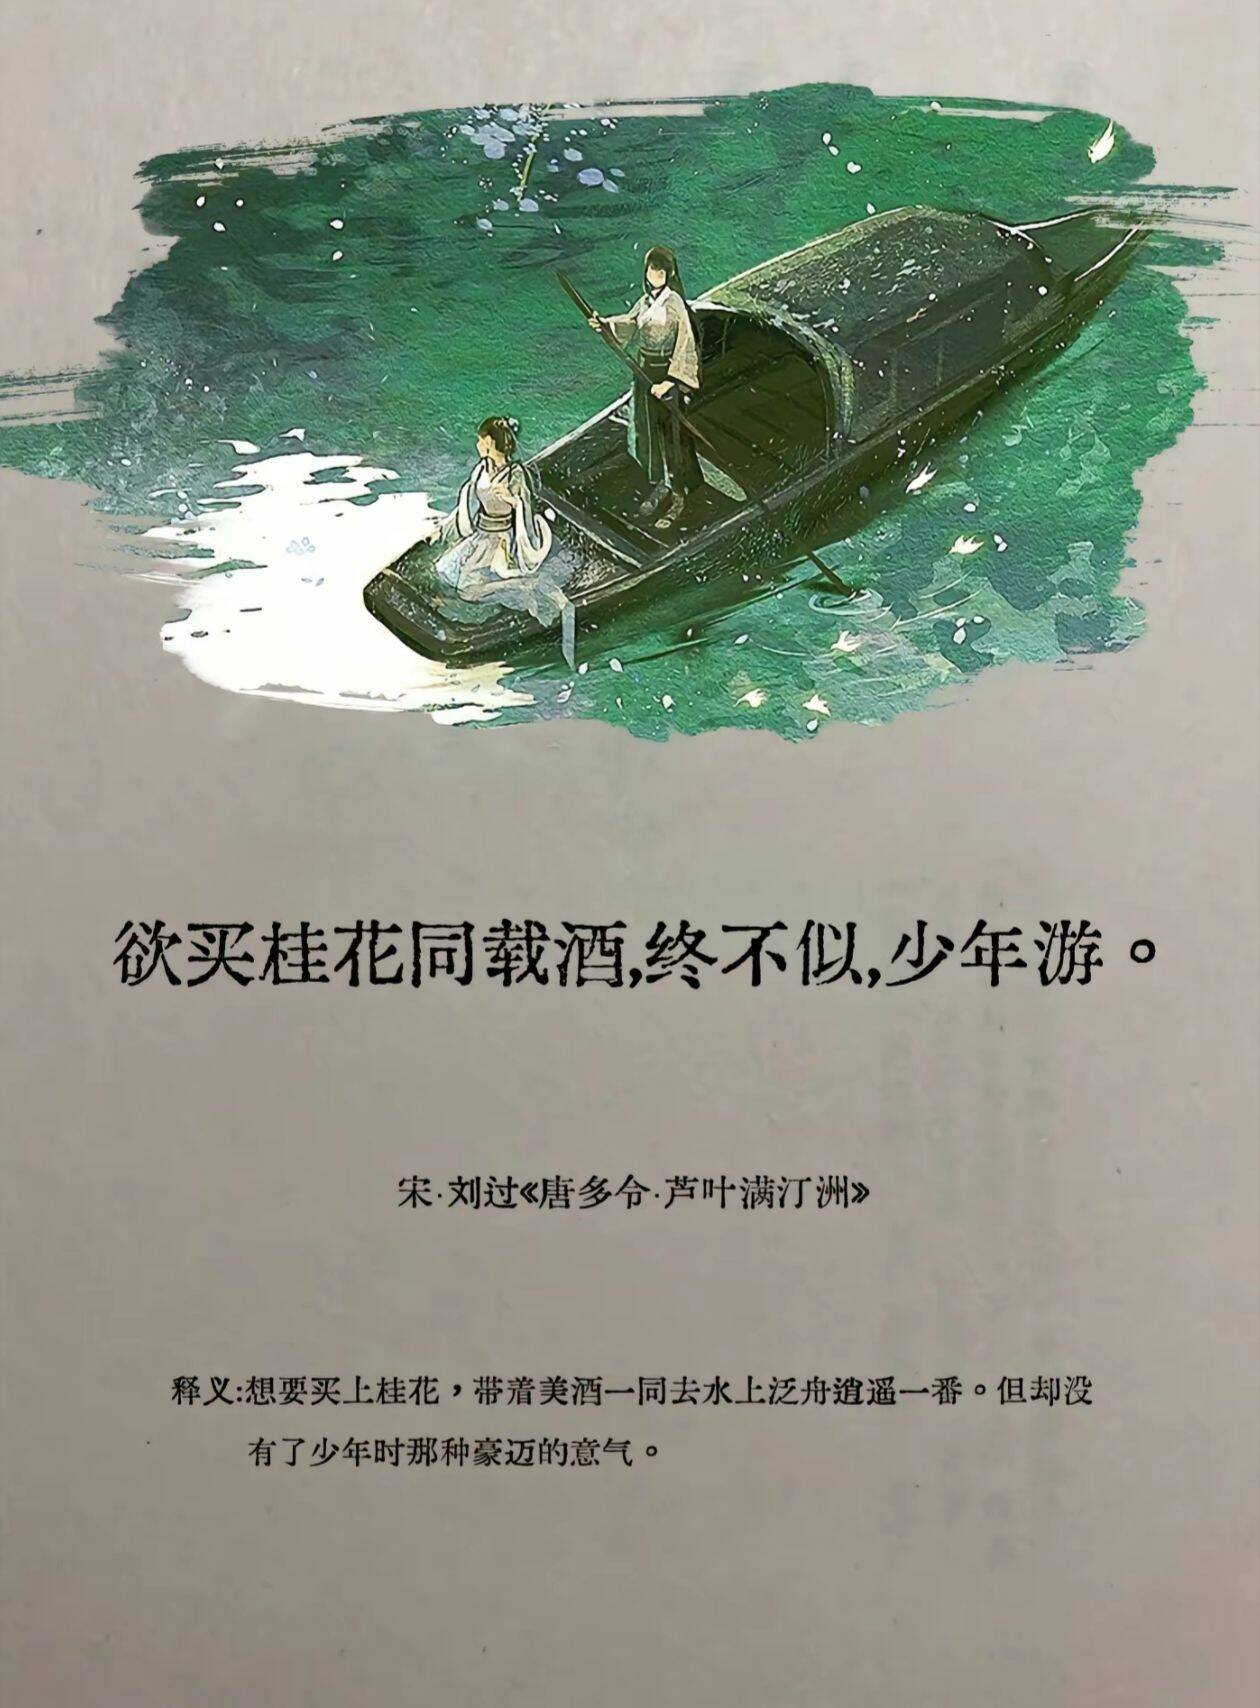 欲买桂花同载酒,终不似,少年游。
宋·刘过《唐多令·芦叶满汀洲》
释义:想要买上桂花，带着美酒一同去水上泛舟逍遥一番。但却没
有了少年时那种豪迈的意气。